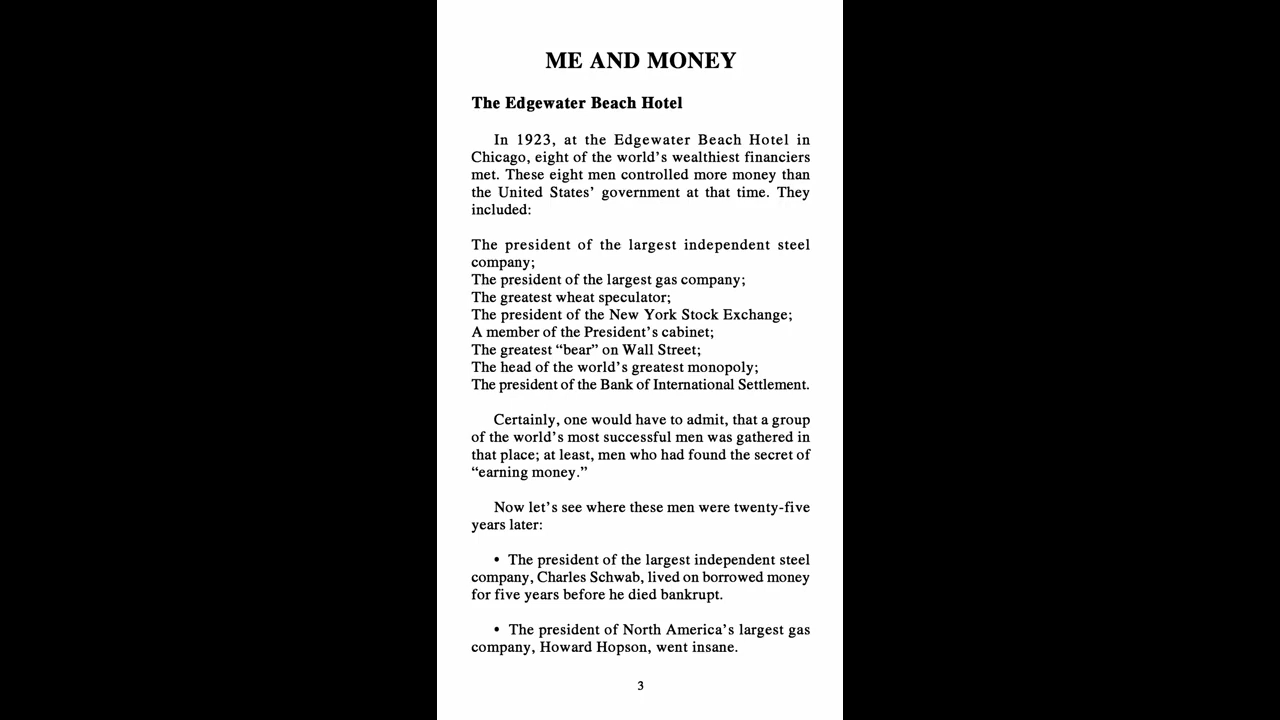 ME AND MONEY
The Edgewater Beach Hotel
In 1923, at the Edgewater Beach Hotel in
Chicago, eight of the world's wealthiest financiers
met. These eight men controlled more money than
the United States' government at that time. They
included:
The president of the largest independent steel
company;
The president of the largest gas company;
The greatest wheat speculator;
The president of the New York Stock Exchange;
A member of the President's cabinet;
The greatest “bear” on Wall Street;
The head of the world's greatest monopoly;
The president of the Bank of International Settlement.
Certainly, one would have to admit, that a group
of the world's most successful men was gathered in
that place; at least, men who had found the secret of
“earning money.”
Now let's see where these men were twenty-five
years later:
• The president of the largest independent steel
company, Charles Schwab, lived on borrowed money
for five years before he died bankrupt.
• The president of North America's largest gas
company, Howard Hopson, went insane.
3